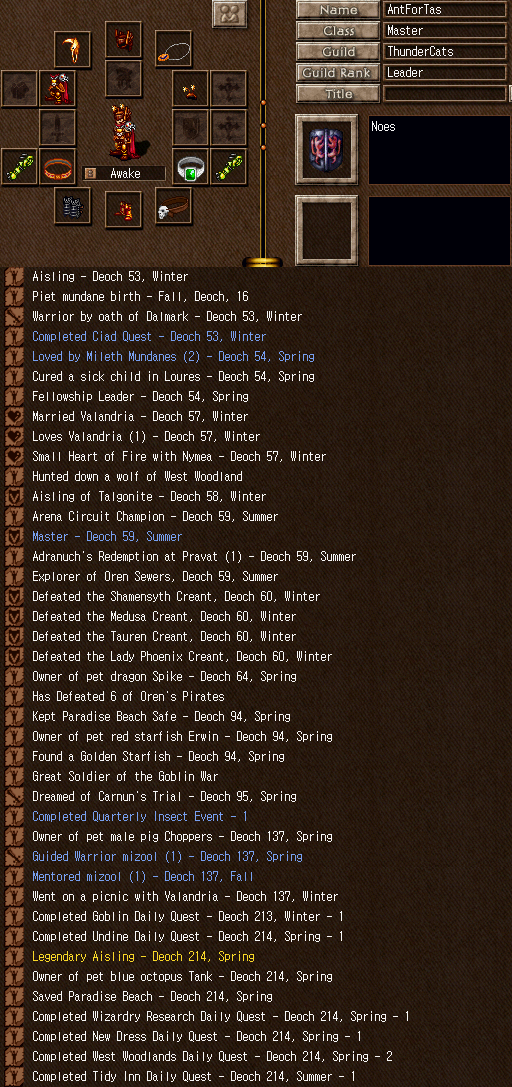 Name AntForTas
Class Master
Guild ThunderCats
Guild Rank Leader
Title
Noes
Awake
Aisling - Deoch 53, Winter
Piet mundane birth - Fall, Deoch, 16
Warrior by oath of Dalmark - Deoch 53, Winter
Completed Ciad Quest - Deoch 53, Winter
Loved by Mileth Mundanes (2) - Deoch 54, Spring
Cured a sick child in Loures - Deoch 54, Spring
Fellowship Leader - Deoch 54, Spring
Married Yalandria - Deoch 57, Winter
Loves Yalandria (1) - Deoch 57, Winter
Small Heart of Fire with Nymea - Deoch 57, Winter
Hunted down a wolf of West Woodland
Aisling of Talgonite - Deoch 58, Winter
Arena Circuit Champion - Deoch 59, Summer
Master - Deoch 59, Summer
Adranuch's Redemption at Pravat (1) - Deoch 59, Summer
Explorer of Oren Sewers, Deoch 59, Summer
Defeated the Shamensyth Creant, Deoch 60, Winter
Defeated the Medusa Creant, Deoch 60, Winter
Defeated the Tauren Creant, Deoch 60, Winter
Defeated the Lady Phoenix Creant, Deoch 60, Winter
Owner of pet dragon Spike - Deoch 64, Spring
Has Defeated 6 of Oren's Pirates
Kept Paradise Beach Safe - Deoch 94, Spring
Owner of pet red starfish Erwin - Deoch 94, Spring
Found a Golden Starfish - Deoch 94, Spring
Great Soldier of the Goblin War
Dreamed of Carnun's Trial - Deoch 95, Spring
Completed Quarterly Insect Event - 1
Owner of pet male pig Choppers - Deoch 137, Spring
Guided Warrior mizool (1) - Deoch 137, Spring
Mentored mizool (1) - Deoch 137, Fall
Went on a picnic with Yalandria - Deoch 137, Winter
Completed Goblin Daily Quest - Deoch 213, Winter - 1
Completed Undine Daily Quest - Deoch 214, Spring - 1
Legendary Aisling - Deoch 214, Spring
Owner of pet blue octopus Tank - Deoch 214, Spring
Saved Paradise Beach - Deoch 214, Spring
Completed Wizardry Research Daily Quest - Deoch 214, Spring - 1
Completed New Dress Daily Quest - Deoch 214, Spring - 1
Completed West Woodlands Daily Quest - Deoch 214, Spring - 2
Completed Tidy Inn Daily Quest - Deoch 214, Summer - 1